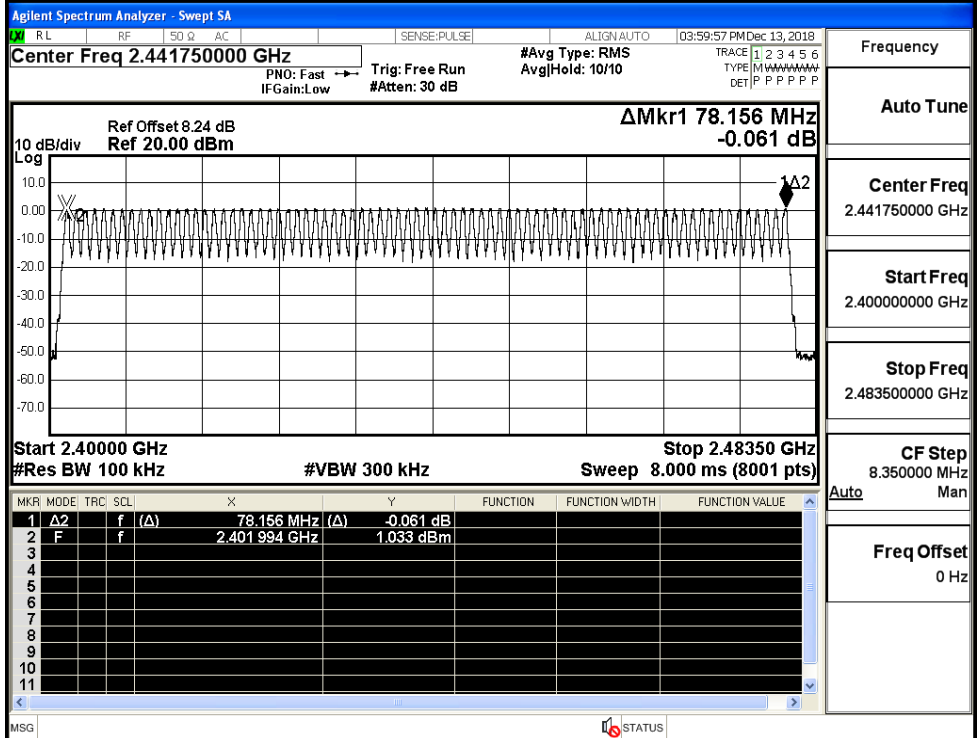 Agilent Spectrum Analyzer - Swept SA
LXI RL RF 50 Ω AC SENSE:PULSE ALIGN AUTO 03:59:57 PM Dec 13, 2018
Center Freq 2.441750000 GHz
PNO: Fast
IFGain:Low
Trig: Free Run
#Atten: 30 dB
#Avg Type: RMS
Avg|Hold: 10/10
TRACE 1 2 3 4 5 6
TYPE M W W W W W
DET P P P P P P
Frequency
ΔMkr1 78.156 MHz
-0.061 dB
Ref Offset 8.24 dB
10 dB/div Ref 20.00 dBm
Log
10.0
0.00
-10.0
-20.0
-30.0
-40.0
-50.0
-60.0
-70.0
1Δ2
2
Start 2.40000 GHz Stop 2.48350 GHz
#Res BW 100 kHz #VBW 300 kHz Sweep 8.000 ms (8001 pts)
MKR MODE TRC SCL X Y FUNCTION FUNCTION WIDTH FUNCTION VALUE
1 Δ2 f (Δ) 78.156 MHz (Δ) -0.061 dB
2 F f 2.401 994 GHz 1.033 dBm
3
4
5
6
7
8
9
10
11
MSG STATUS
Auto Tune
Center Freq
2.441750000 GHz
Start Freq
2.400000000 GHz
Stop Freq
2.483500000 GHz
CF Step
8.350000 MHz
Auto Man
Freq Offset
0 Hz